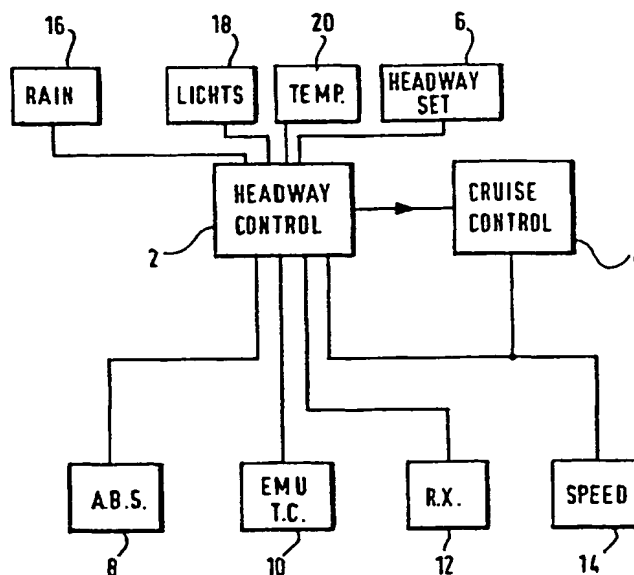 16
18
20
6
RAIN
LIGHTS
TEMP.
HEADWAY
SET
HEADWAY
CONTROL
CRUISE
CONTROL
2
A.B.S.
EMU
T.C.
R.X.
SPEED
8
10
12
14